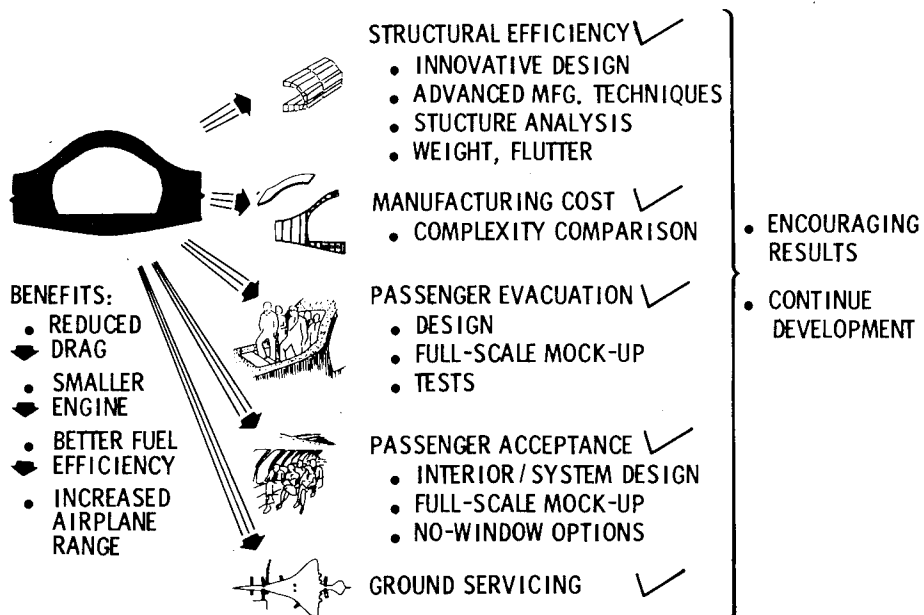 STRUCTURAL EFFICIENCY
• INNOVATIVE DESIGN
• ADVANCED MFG. TECHNIQUES
• STUCTURE ANALYSIS
• WEIGHT, FLUTTER
MANUFACTURING COST
• COMPLEXITY COMPARISON
PASSENGER EVACUATION
• DESIGN
• FULL-SCALE MOCK-UP
• TESTS
PASSENGER ACCEPTANCE
• INTERIOR/SYSTEM DESIGN
• FULL-SCALE MOCK-UP
• NO-WINDOW OPTIONS
GROUND SERVICING
BENEFITS:
• REDUCED
DRAG
• SMALLER
ENGINE
• BETTER FUEL
EFFICIENCY
• INCREASED
AIRPLANE
RANGE
• ENCOURAGING
RESULTS
• CONTINUE
DEVELOPMENT